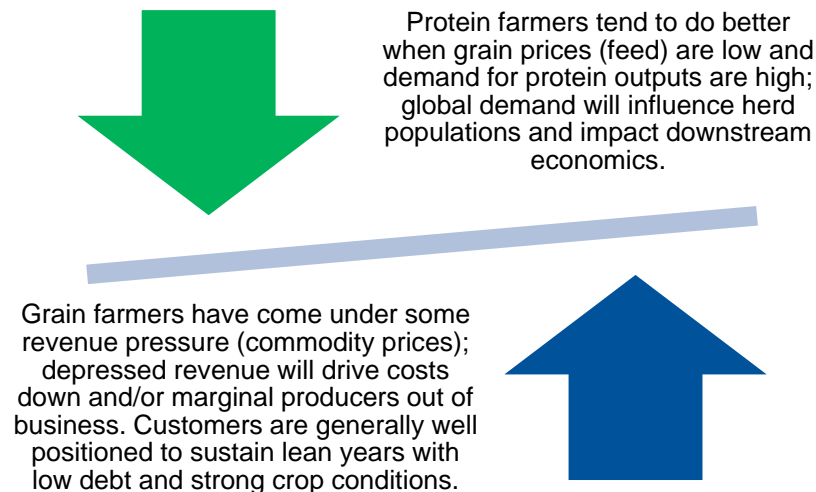 Protein farmers tend to do better
when grain prices (feed) are low and
demand for protein outputs are high;
global demand will influence herd
populations and impact downstream
economics.
Grain farmers have come under some
revenue pressure (commodity prices);
depressed revenue will drive costs
down and/or marginal producers out of
business. Customers are generally well
positioned to sustain lean years with
low debt and strong crop conditions.